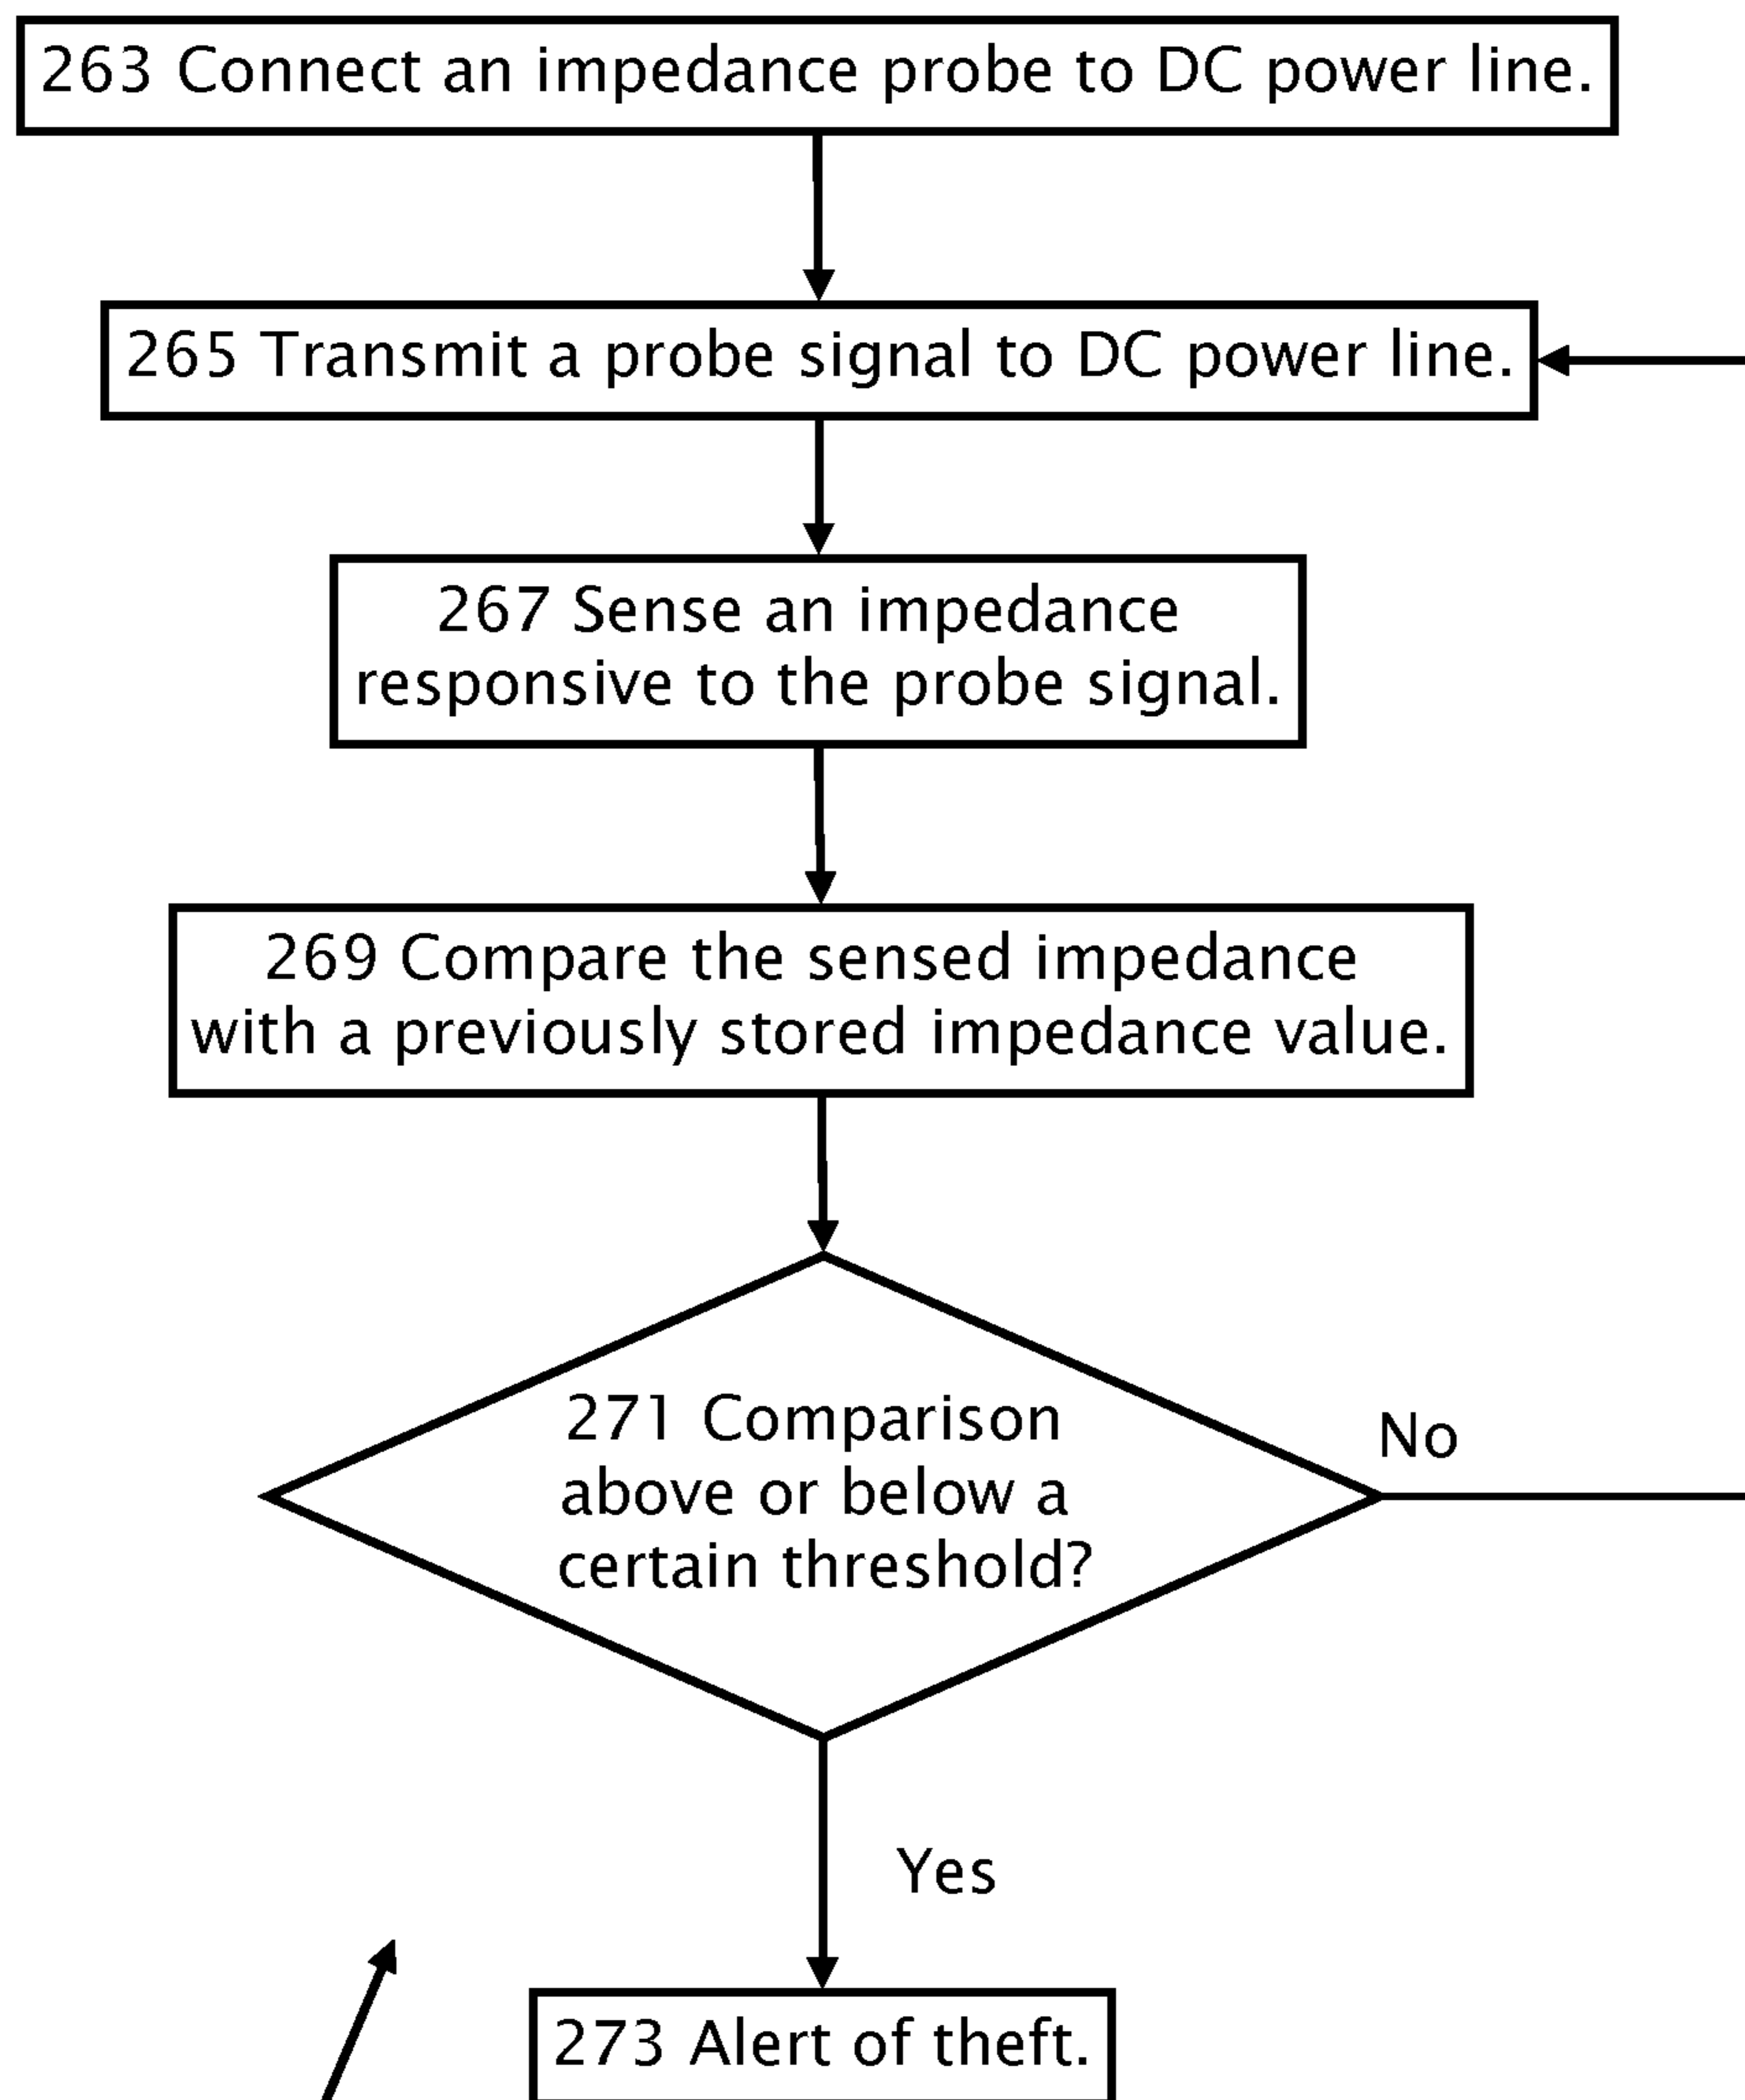 263 Connect an impedance probe to DC power line.
265 Transmit a probe signal to DC power line.
267 Sense an impedance
responsive to the probe signal.
269 Compare the sensed impedance
with a previously stored impedance value.
271 Comparison
above or below a
certain threshold?
No
Yes
273 Alert of theft.